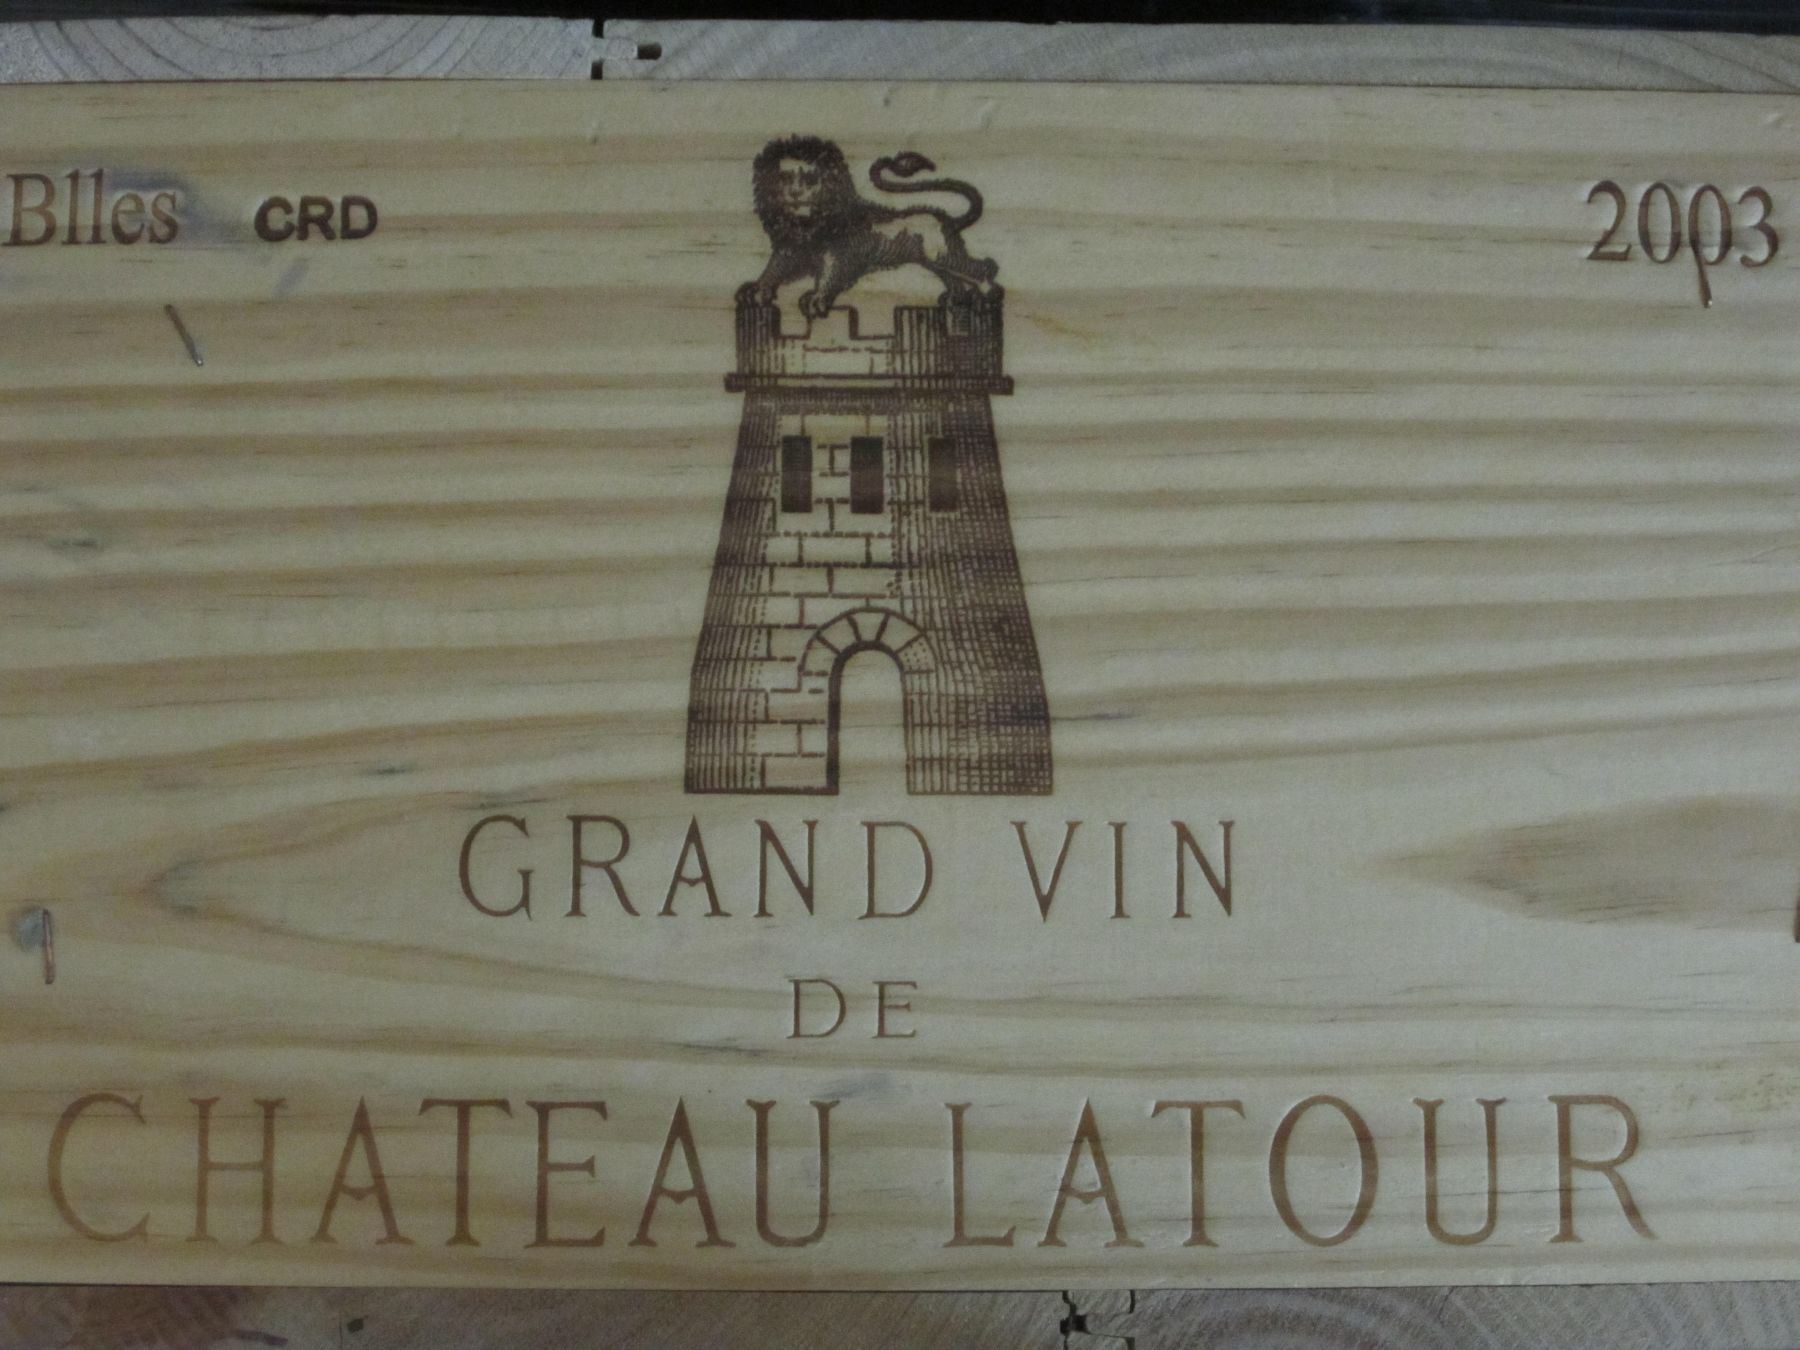 Blles CRD 2003
GRAND VIN
DE
CHATEAU LATOUR